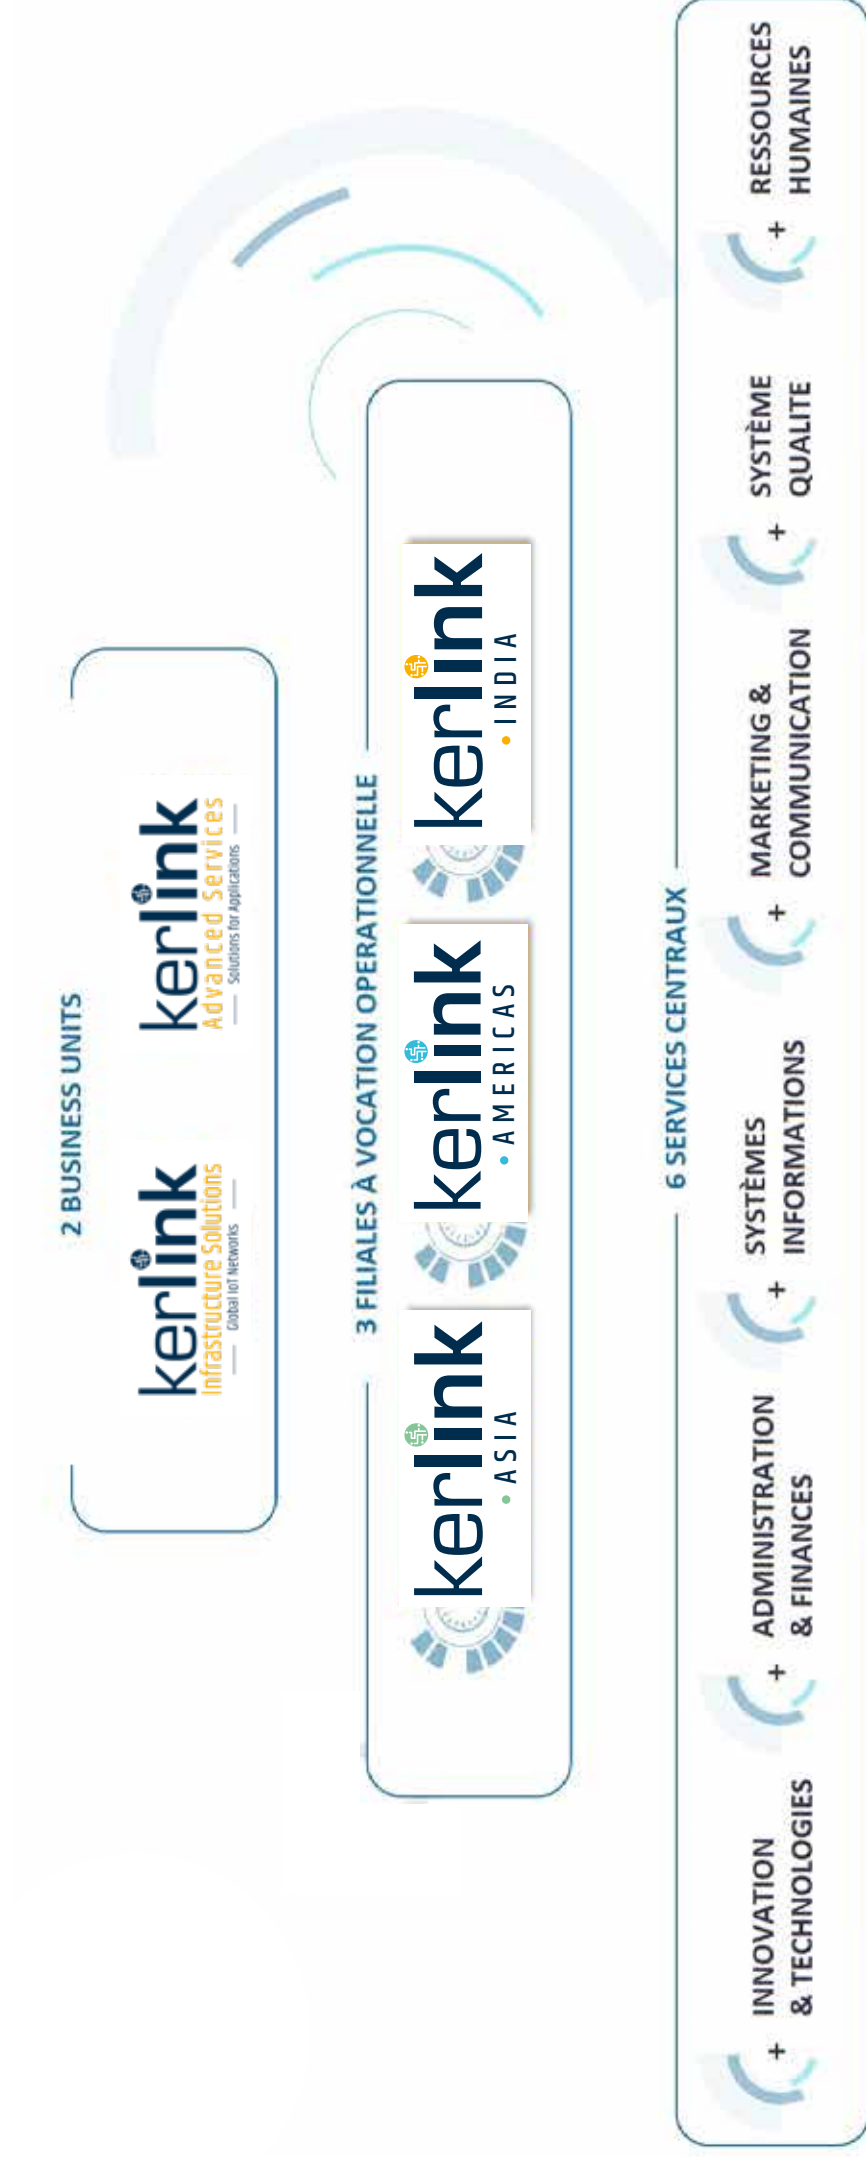 2 BUSINESS UNITS
kerlink
Infrastructure Solutions
Global IoT Networks
kerlink
Advanced Services
Solutions for Applications
3 FILIALES À VOCATION OPERATIONNELLE
kerlink
ASIA
kerlink
AMERICAS
kerlink
INDIA
6 SERVICES CENTRAUX
+ INNOVATION
& TECHNOLOGIES
+ ADMINISTRATION
& FINANCES
+ SYSTÈMES
INFORMATIONS
+ MARKETING &
COMMUNICATION
+ SYSTÈME
QUALITE
+ RESSOURCES
HUMAINES